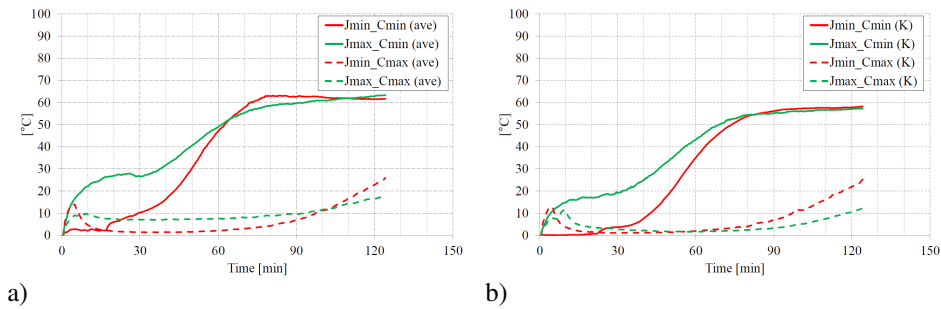 100
90
80
70
60
50
40
30
20
10
0
[°C]
0 30 60 90 120 150
Time [min]
Jmin_Cmin (ave)
Jmax_Cmin (ave)
Jmin_Cmax (ave)
Jmax_Cmax (ave)
a)
100
90
80
70
60
50
40
30
20
10
0
[°C]
0 30 60 90 120 150
Time [min]
Jmin_Cmin (K)
Jmax_Cmin (K)
Jmin_Cmax (K)
Jmax_Cmax (K)
b)